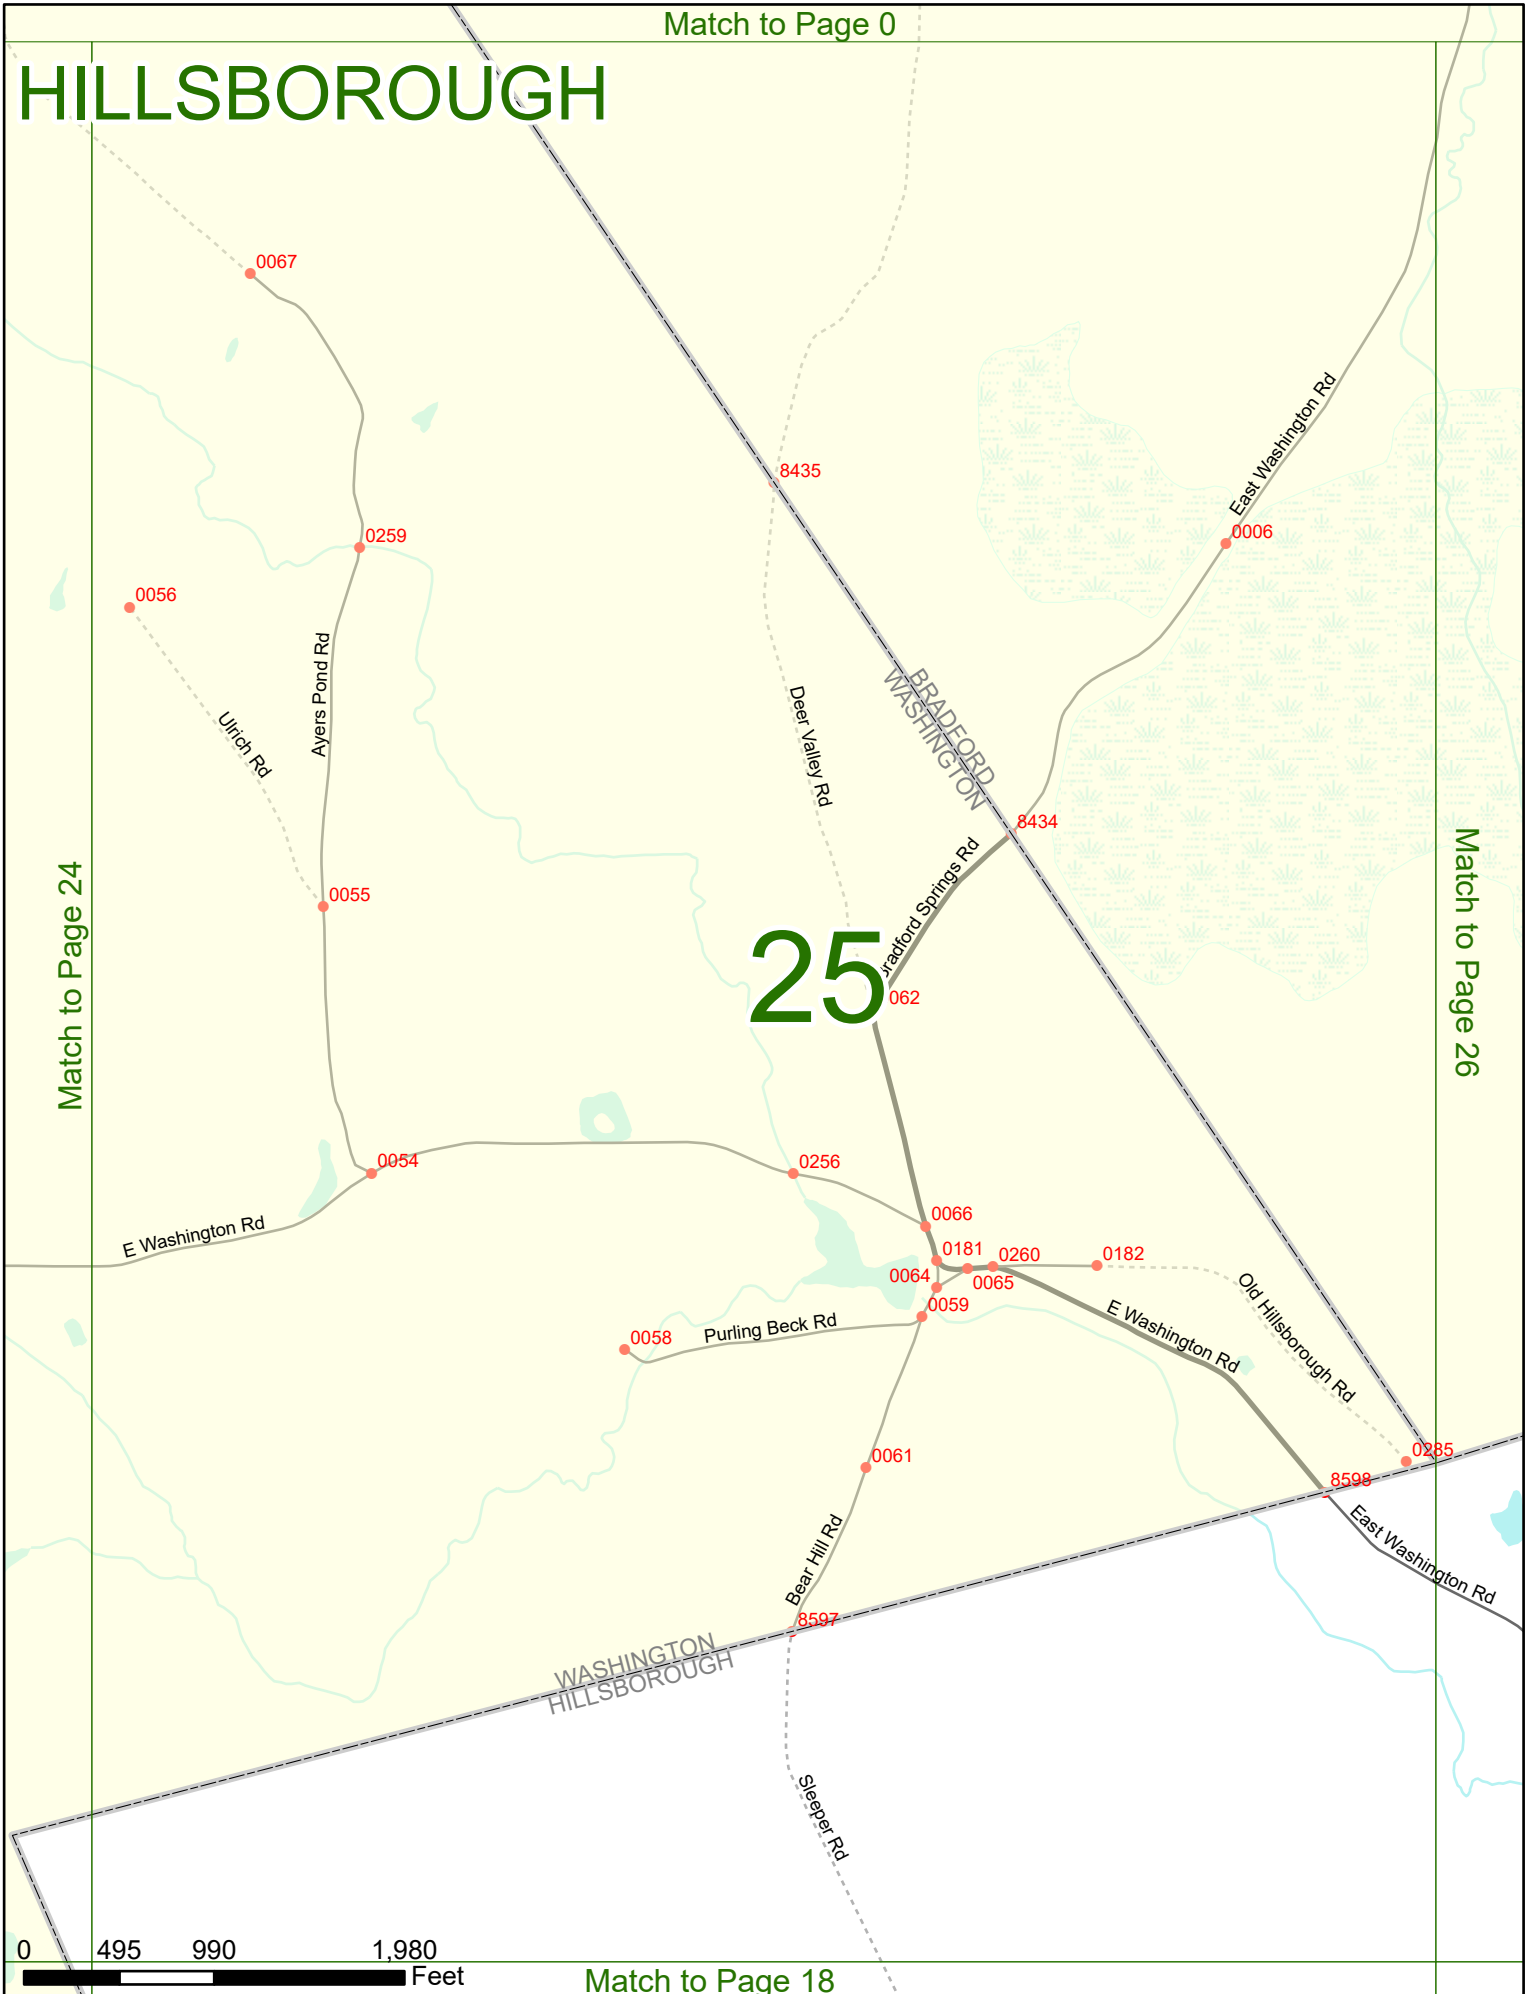 Match to Page 0
HILLSBOROUGH
0067
8435
East Washington Rd
0006
0259
0056
Ayers Pond Rd
Ulrich Rd
Deer Valley Rd
BRADFORD
WASHINGTON
8434
Bradford Springs Rd
Match to Page 24
Match to Page 26
0055
25
062
0054
0256
E Washington Rd
0066
0181
0260
0182
0064
0065
0059
Old Hillsborough Rd
E Washington Rd
0058
Purling Beck Rd
0061
0285
8598
East Washington Rd
Bear Hill Rd
8597
WASHINGTON
HILLSBOROUGH
Sleeper Rd
0 495 990 1,980
Feet
Match to Page 18